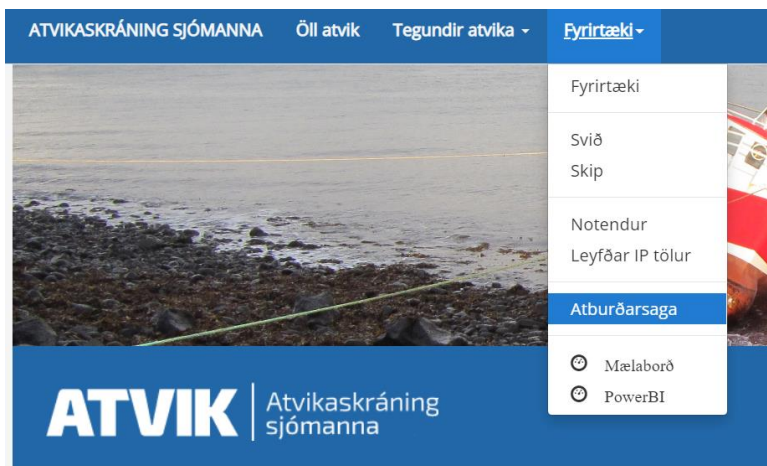 ATVIKASKRÁNING SJÓMANNA Öll atvik Tegundir atvika Fyrirtæki
Fyrirtæki
Svið
Skip
Notendur
Leyfðar IP tölur
Atburðarsaga
Mælaborð
PowerBI
ATVIK Atvikaskráning
sjómanna